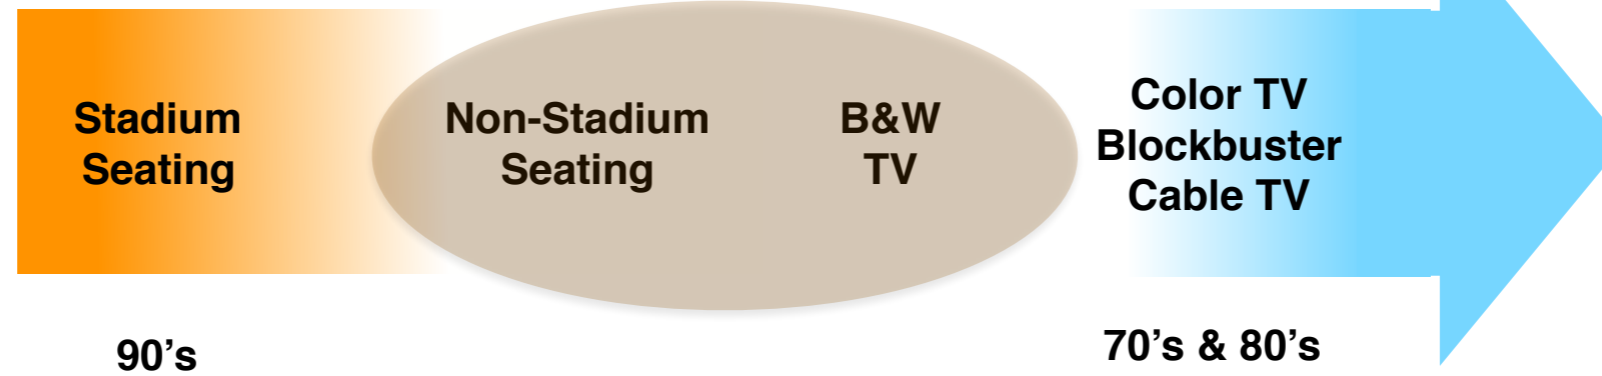 Stadium
Seating
Non-Stadium
Seating
B&W
TV
Color TV
Blockbuster
Cable TV
90’s
70’s & 80’s